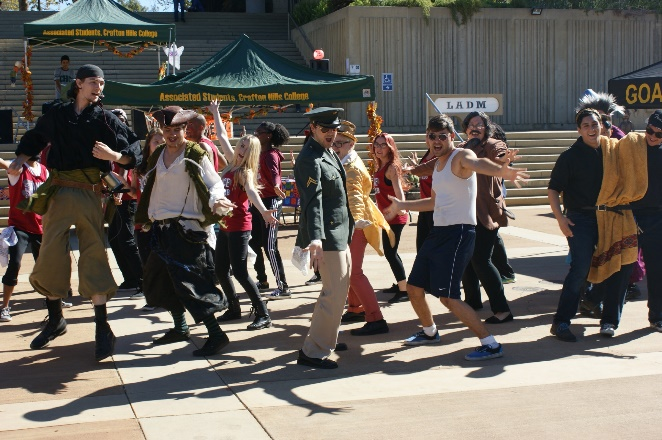 Associated Students, Crafton Hills College
Associated Students, Crafton Hills College
LADM
GOA